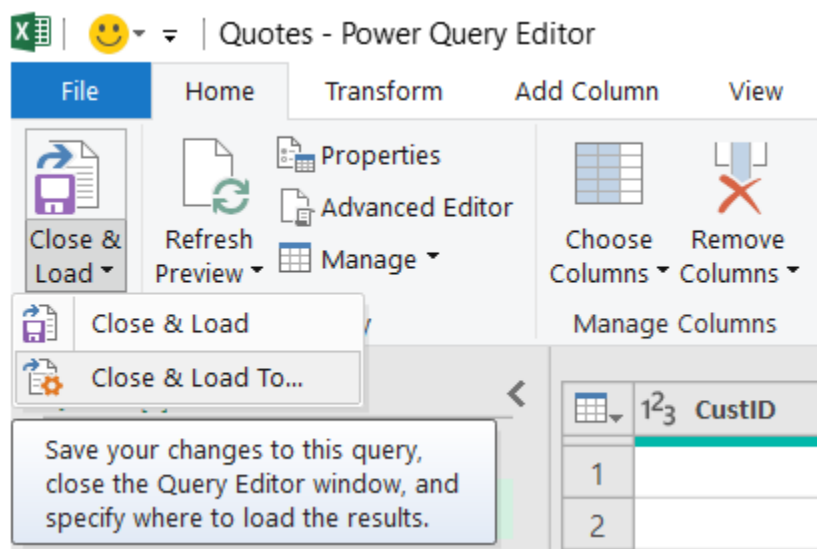 Quotes - Power Query Editor
File Home Transform Add Column View
Properties
Advanced Editor
Manage
Close & Load
Refresh Preview
Choose Columns
Remove Columns
Close & Load
Manage Columns
Close & Load To...
1²3 CustID
Save your changes to this query,
close the Query Editor window, and
specify where to load the results.
1
2